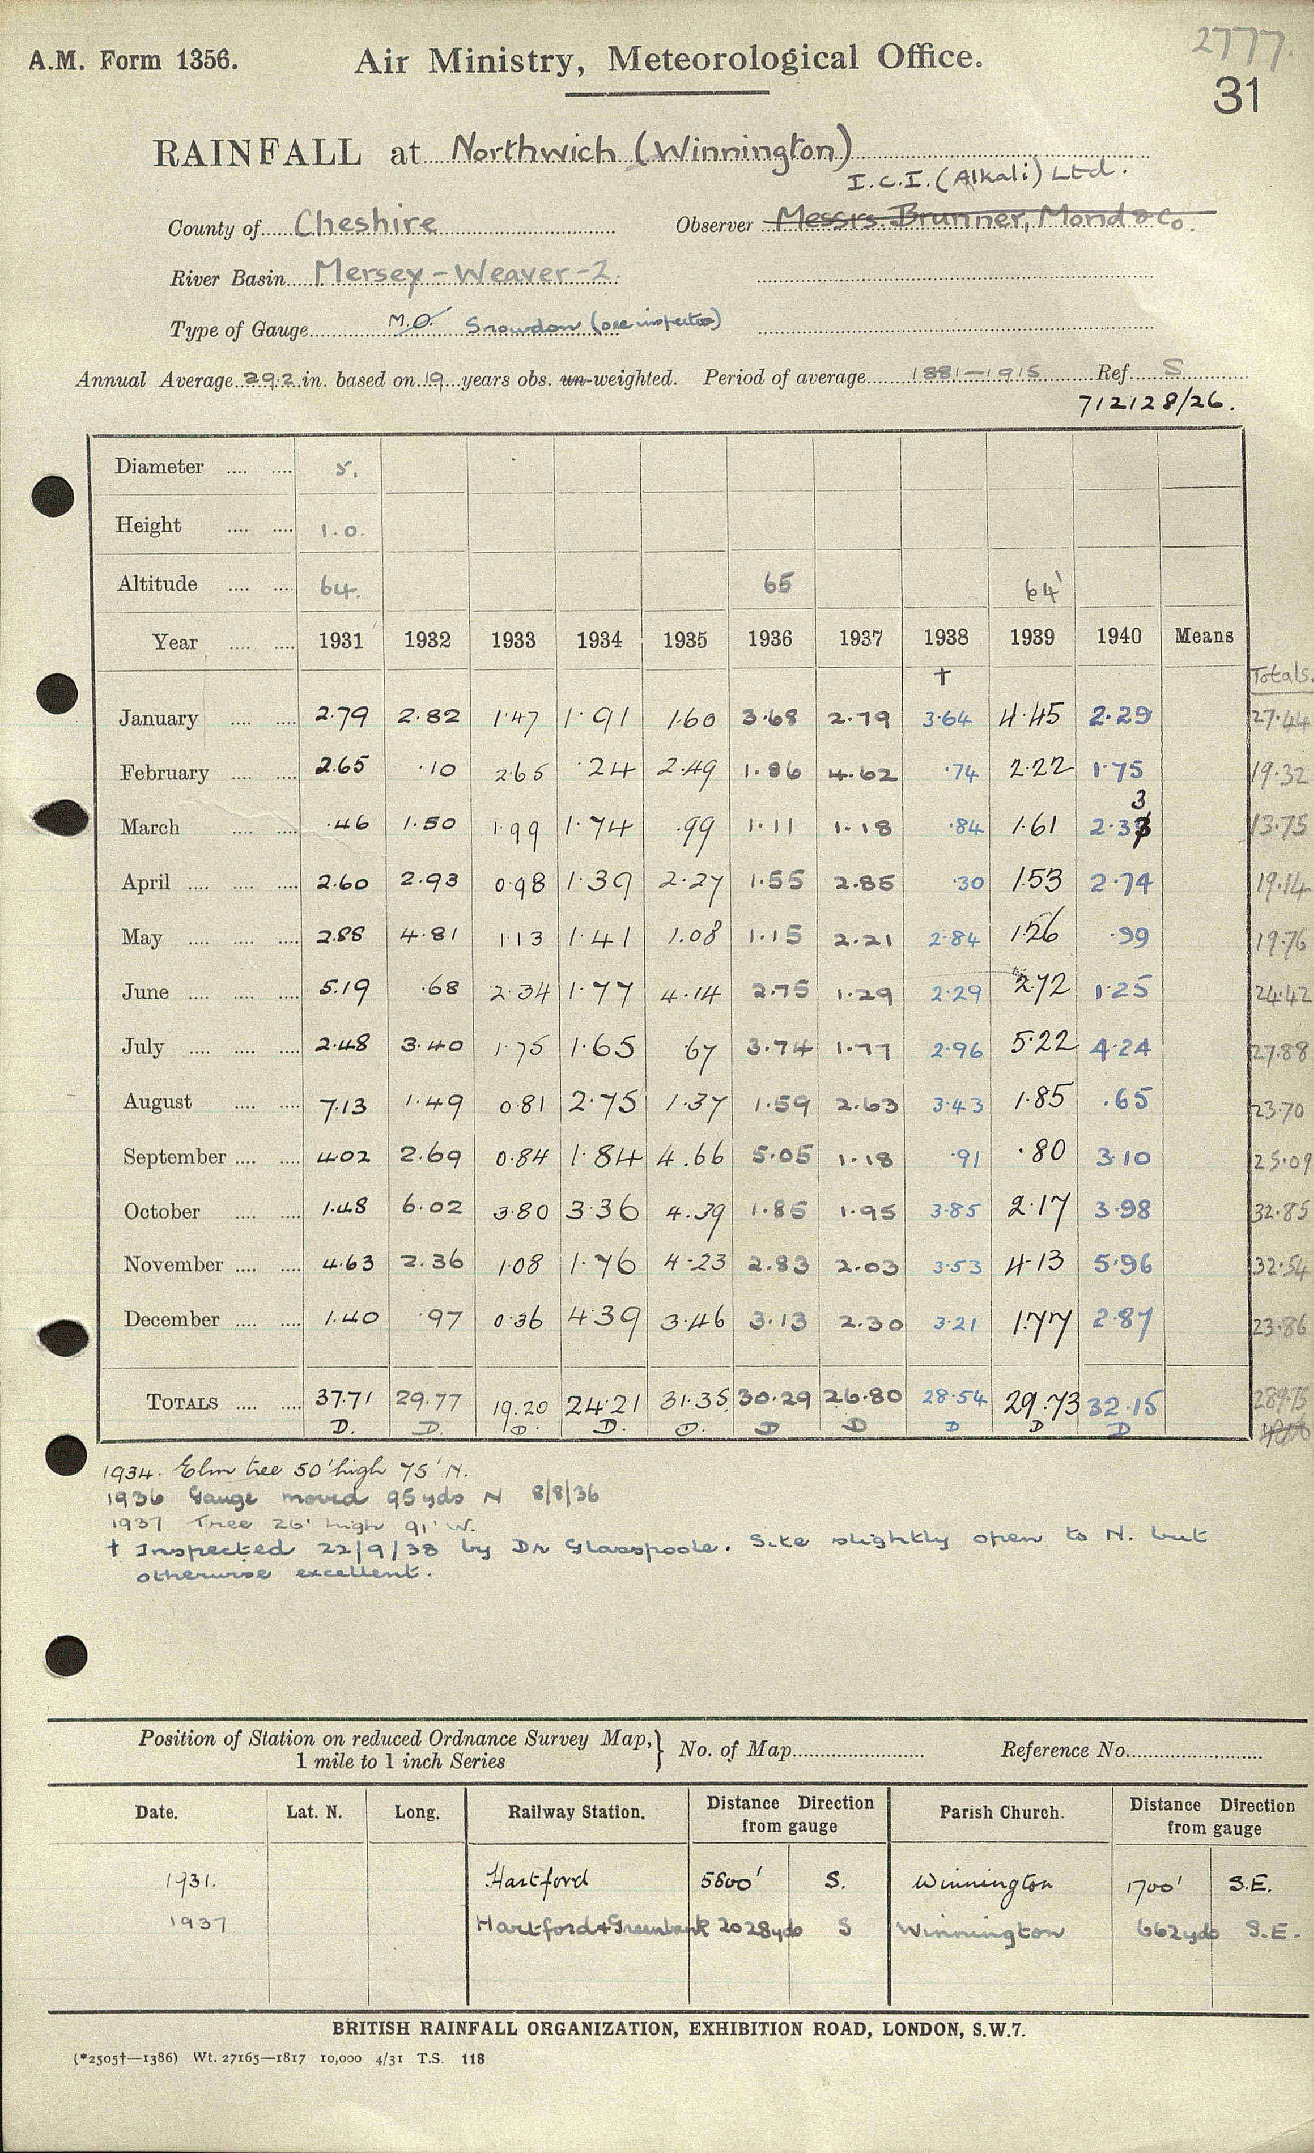 2777.
A.M. Form 1356. Air Ministry, Meteorological Office.
31
RAINFALL at Northwich (Winnington)
I.C.I. (Alkali) Ltd.
County of Cheshire Observer Messrs. Brunner, Mond & Co.
River Basin Mersey - Weaver - 2.
Type of Gauge M.O. Snowdon (see inspection)
Annual Average 29.2 in. based on 19 years obs. un-weighted. Period of average 1881-1915 Ref. S
712128/26.
Diameter .... .... 5.
Height .... .... 1.0.
Altitude .... .... 64. 65 64'
Year .... .... 1931 1932 1933 1934 1935 1936 1937 1938 1939 1940 Means
† Totals.
January .... .... 2.79 2.82 1.47 1.91 1.60 3.68 2.79 3.64 4.45 2.29 27.44
February .... .... 2.65 .10 2.65 .24 2.49 1.86 4.62 .74 2.22 1.75 19.32
3
March .... .... .46 1.50 1.99 1.74 .99 1.11 1.18 .84 1.61 2.33 13.75
April .... .... .... 2.60 2.93 0.98 1.39 2.27 1.55 2.85 .30 1.53 2.74 19.14
May .... .... .... 2.88 4.81 1.13 1.41 1.08 1.15 2.21 2.84 1.26 .99 19.76
June .... .... .... 5.19 .68 2.34 1.77 4.14 2.75 1.29 2.29 2.72 1.25 24.42
July .... .... .... 2.48 3.40 1.75 1.65 .67 3.74 1.77 2.96 5.22 4.24 27.88
August .... .... 7.13 1.49 0.81 2.75 1.37 1.59 2.63 3.43 1.85 .65 23.70
September .... .... 4.02 2.69 0.84 1.84 4.66 5.05 1.18 .91 .80 3.10 25.09
October .... .... 1.48 6.02 3.80 3.36 4.39 1.85 1.95 3.85 2.17 3.98 32.85
November .... .... 4.63 2.36 1.08 1.76 4.23 2.83 2.03 3.53 4.13 5.96 32.54
December .... .... 1.40 .97 0.36 4.39 3.46 3.13 2.30 3.21 1.77 2.87 23.86
Totals .... .... 37.71 29.77 19.20 24.21 31.35 30.29 26.80 28.54 29.73 32.15 289.75
D. D. D. D. D. D D D D D
1934. Elm tree 50' high 75' N.
1936 Gauge moved 95 yds N 8/8/36
1937 Tree 26' high 91' W.
† Inspected 22/9/38 by Dr Glasspoole. Site slightly open to N. but
otherwise excellent.
Position of Station on reduced Ordnance Survey Map,} No. of Map Reference No.
1 mile to 1 inch Series
Date. Lat. N. Long. Railway Station. Distance Direction from gauge Parish Church. Distance Direction from gauge
1931. Hartford 5800' S. Winnington 1700' S.E.
1937 Hartford & Greenbank 2028 yds S Winnington 662 yds S.E.
BRITISH RAINFALL ORGANIZATION, EXHIBITION ROAD, LONDON, S.W.7.
(*2505†—1386) Wt. 27165—1817 10,000 4/31 T.S. 118